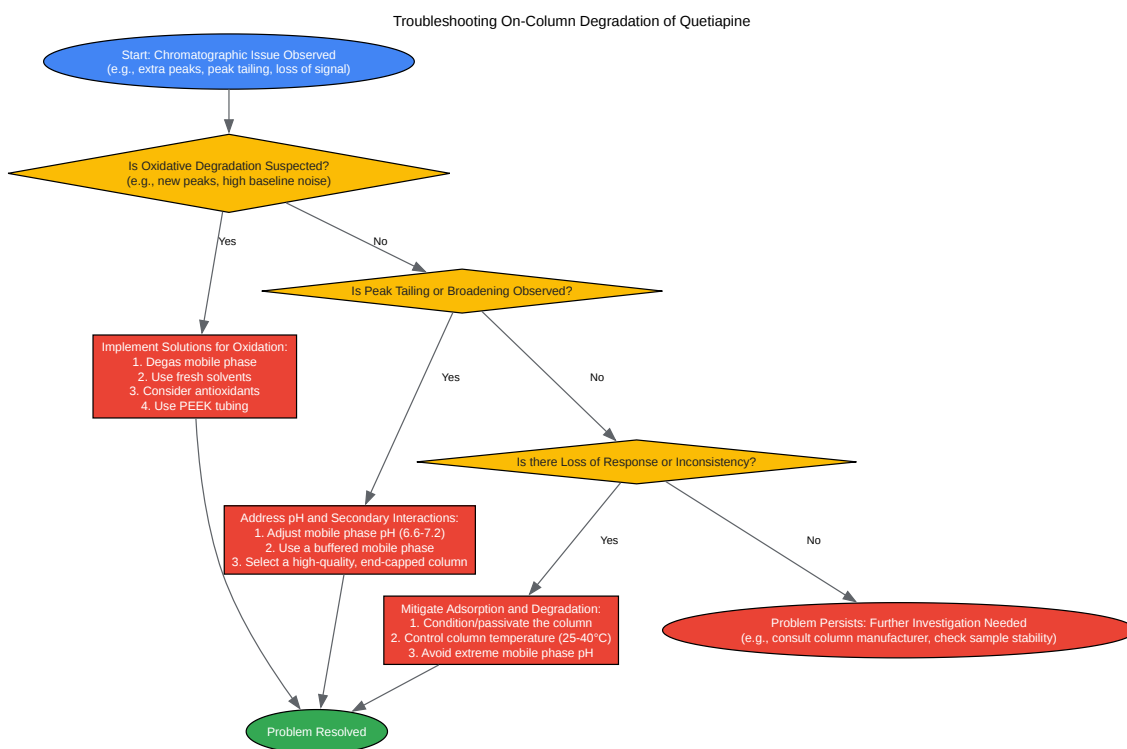 Troubleshooting On-Column Degradation of Quetiapine
Start: Chromatographic Issue Observed
(e.g., extra peaks, peak tailing, loss of signal)
Is Oxidative Degradation Suspected?
(e.g., new peaks, high baseline noise)
Yes
No
Is Peak Tailing or Broadening Observed?
Implement Solutions for Oxidation:
1. Degas mobile phase
2. Use fresh solvents
3. Consider antioxidants
4. Use PEEK tubing
Yes
No
Is there Loss of Response or Inconsistency?
Address pH and Secondary Interactions:
1. Adjust mobile phase pH (6.6-7.2)
2. Use a buffered mobile phase
3. Select a high-quality, end-capped column
Yes
No
Mitigate Adsorption and Degradation:
1. Condition/passivate the column
2. Control column temperature (25-40°C)
3. Avoid extreme mobile phase pH
Problem Persists: Further Investigation Needed
(e.g., consult column manufacturer, check sample stability)
Problem Resolved